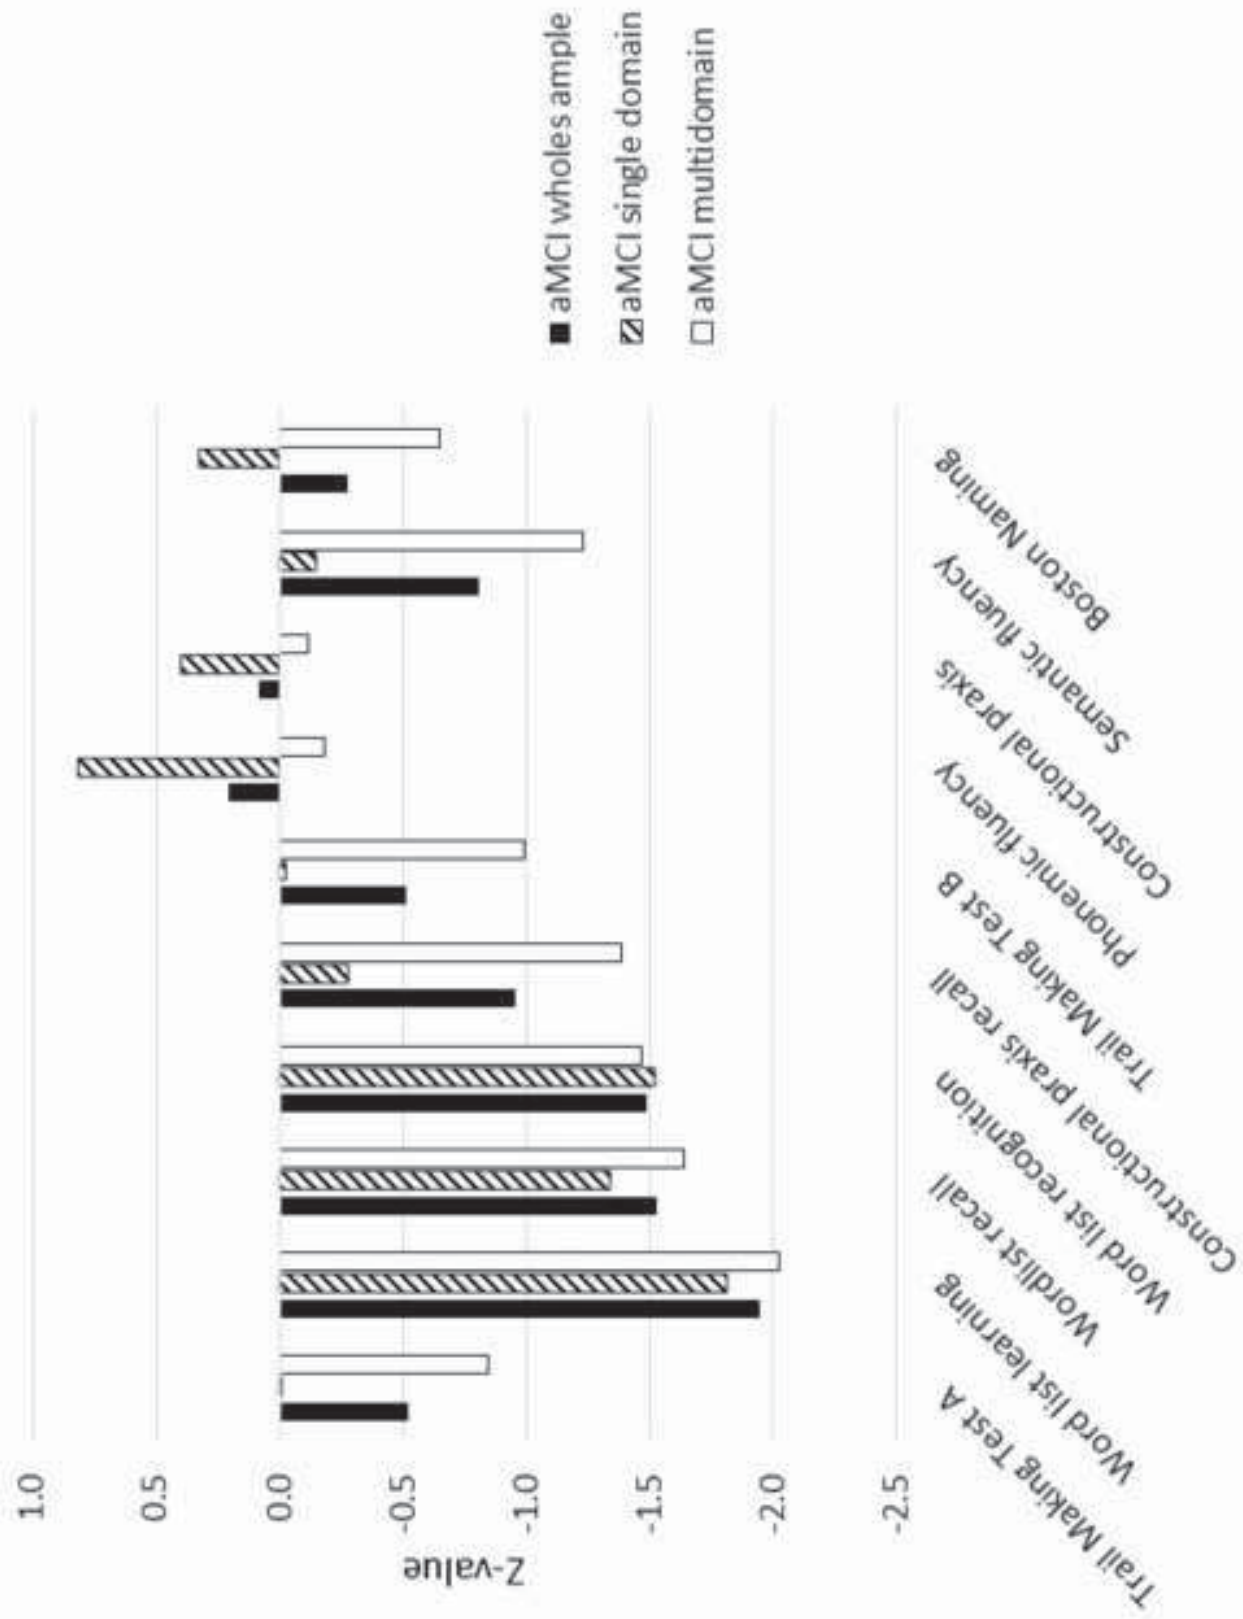 1.0
0.5
0.0
-0.5
-1.0
-1.5
-2.0
-2.5
Z-value
Trail Making Test A
Word list learning
Wordlist recall
Word list recognition
Constructional praxis recall
Trail Making Test B
Phonemic fluency
Constructional praxis
Semantic fluency
Boston Naming
aMCI wholes ample
aMCI single domain
aMCI multidomain